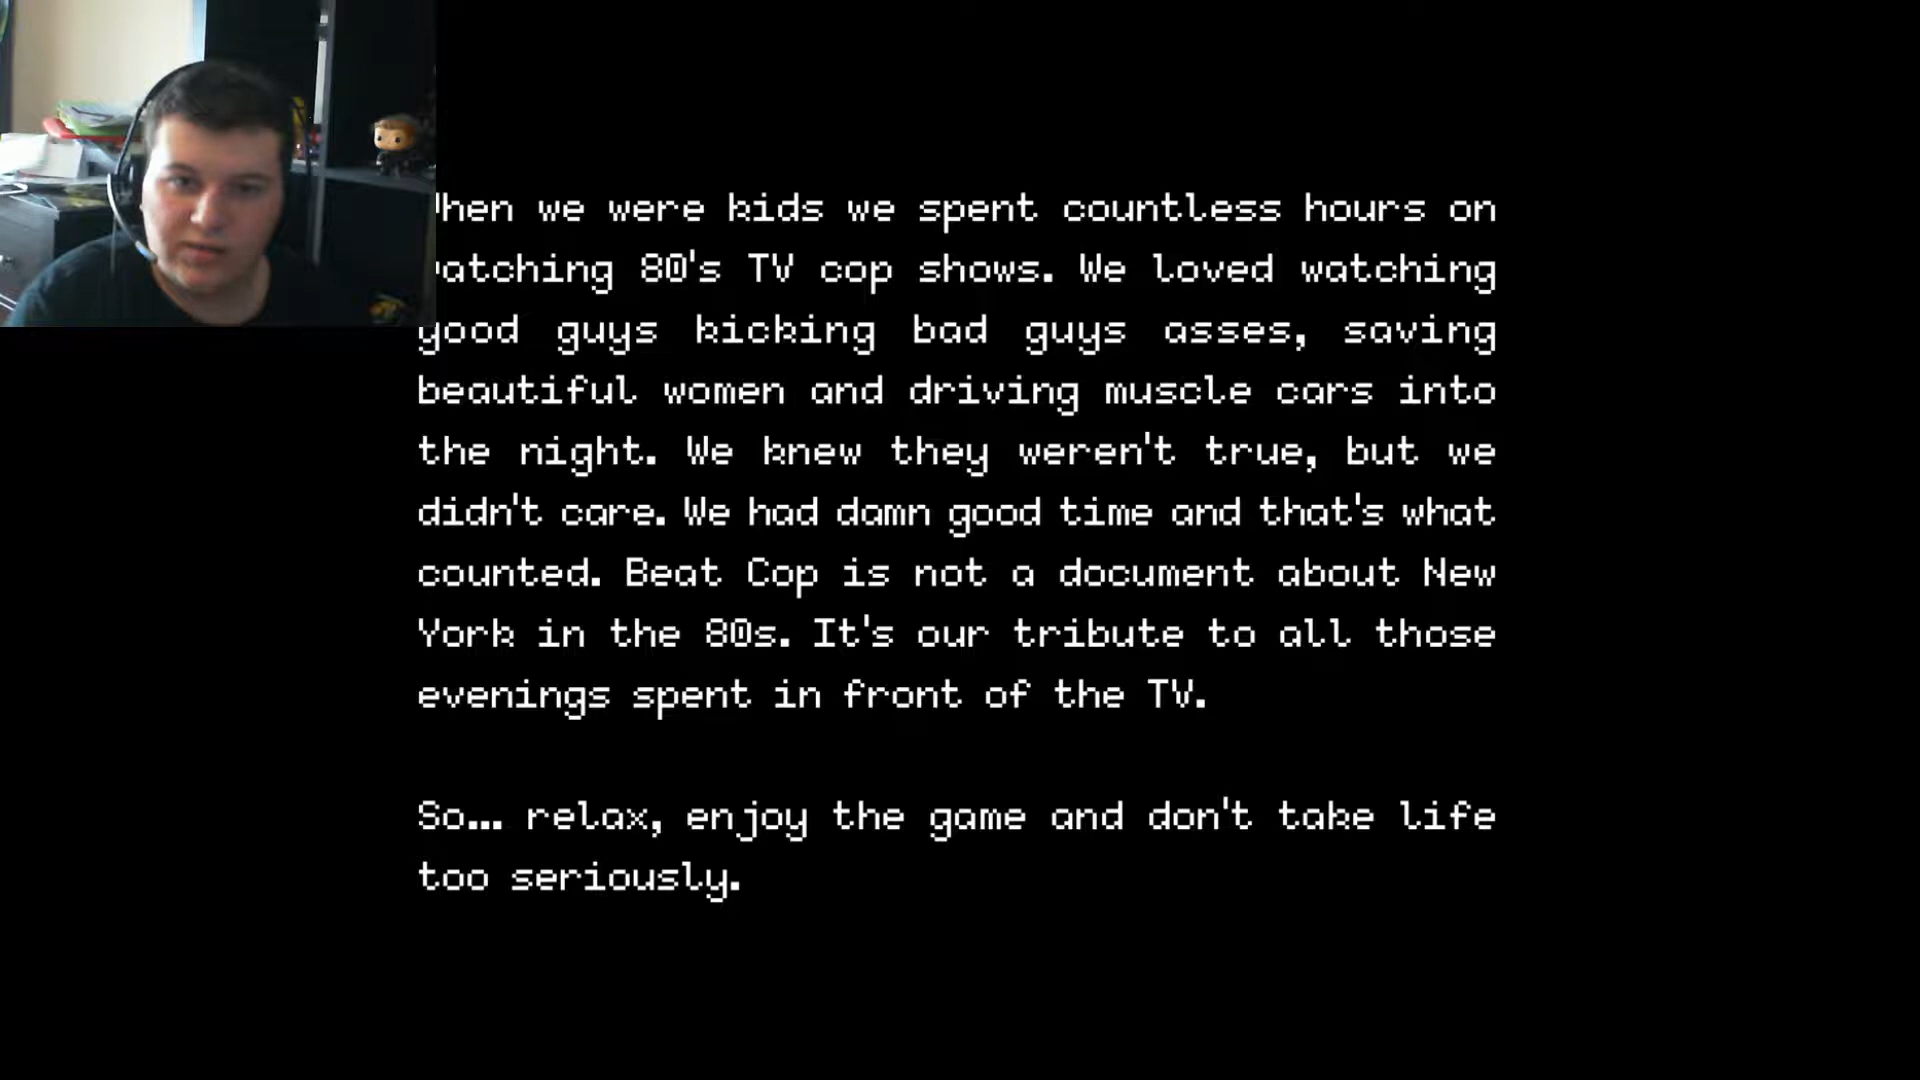 When we were kids we spent countless hours on
watching 80's TV cop shows. We loved watching
good guys kicking bad guys asses, saving
beautiful women and driving muscle cars into
the night. We knew they weren't true, but we
didn't care. We had damn good time and that's what
counted. Beat Cop is not a document about New
York in the 80s. It's our tribute to all those
evenings spent in front of the TV.
So... relax, enjoy the game and don't take life
too seriously.